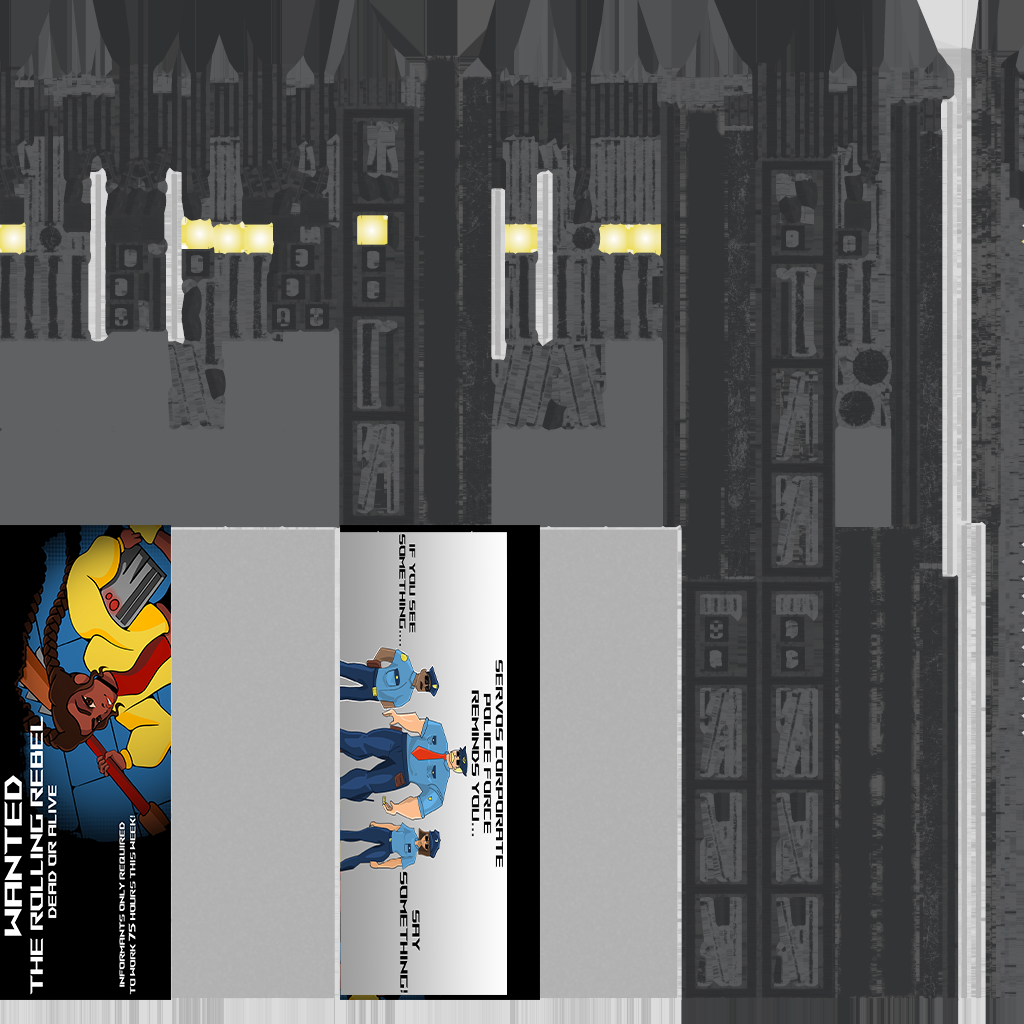 WANTED
THE ROLLING REBEL
DEAD OR ALIVE
INFORMANTS ONLY REQUIRED
TO WORK 75 HOURS THIS WEEK!
SERVOS CORPORATE
POLICE FORCE
REMINDS YOU...
IF YOU SEE
SOMETHING....
SAY
SOMETHING!